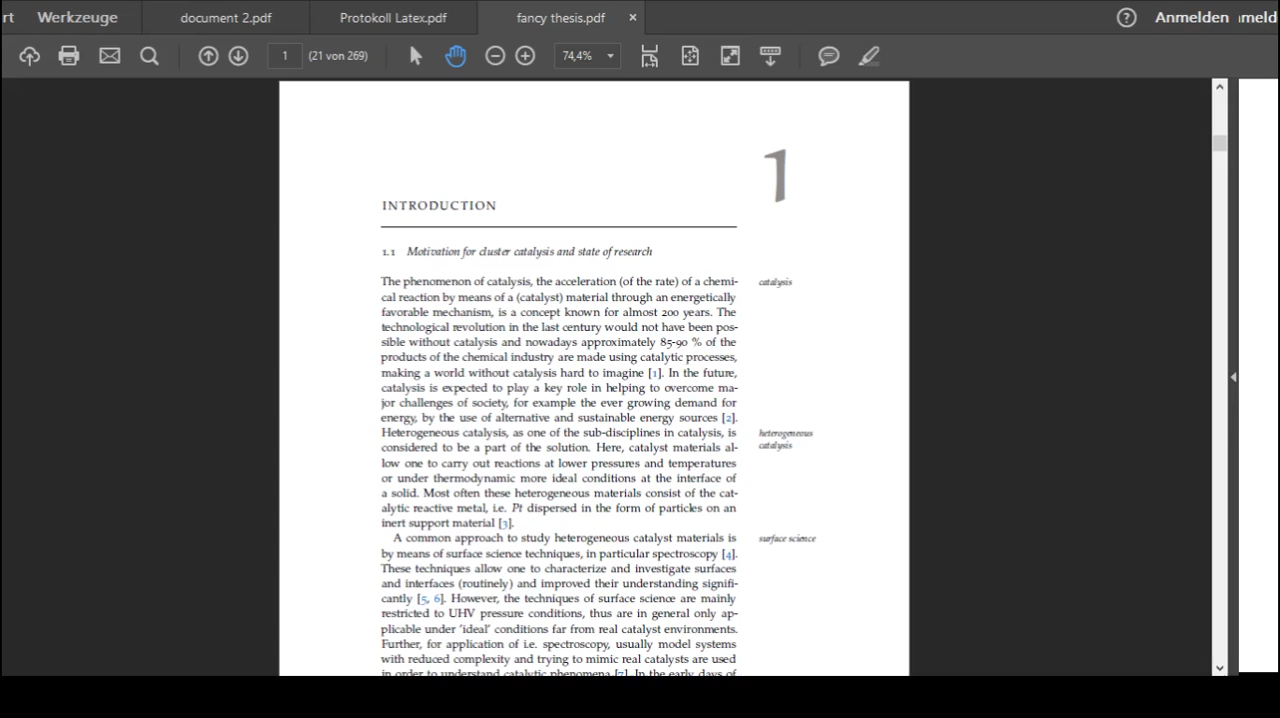 rt Werkzeuge document 2.pdf Protokoll Latex.pdf fancy thesis.pdf × ? Anmelden meld
1 (21 von 269) 74,4%
1
INTRODUCTION
1.1 Motivation for cluster catalysis and state of research
The phenomenon of catalysis, the acceleration (of the rate) of a chemi- catalysis
cal reaction by means of a (catalyst) material through an energetically
favorable mechanism, is a concept known for almost 200 years. The
technological revolution in the last century would not have been pos-
sible without catalysis and nowadays approximately 85-90 % of the
products of the chemical industry are made using catalytic processes,
making a world without catalysis hard to imagine [1]. In the future,
catalysis is expected to play a key role in helping to overcome ma-
jor challenges of society, for example the ever growing demand for
energy, by the use of alternative and sustainable energy sources [2].
Heterogeneous catalysis, as one of the sub-disciplines in catalysis, is heterogeneous
considered to be a part of the solution. Here, catalyst materials al- catalysis
low one to carry out reactions at lower pressures and temperatures
or under thermodynamic more ideal conditions at the interface of
a solid. Most often these heterogeneous materials consist of the cat-
alytic reactive metal, i.e. Pt dispersed in the form of particles on an
inert support material [3].
A common approach to study heterogeneous catalyst materials is surface science
by means of surface science techniques, in particular spectroscopy [4].
These techniques allow one to characterize and investigate surfaces
and interfaces (routinely) and improved their understanding signifi-
cantly [5, 6]. However, the techniques of surface science are mainly
restricted to UHV pressure conditions, thus are in general only ap-
plicable under 'ideal' conditions far from real catalyst environments.
Further, for application of i.e. spectroscopy, usually model systems
with reduced complexity and trying to mimic real catalysts are used
in order to understand catalytic phenomena [7]. In the early days of